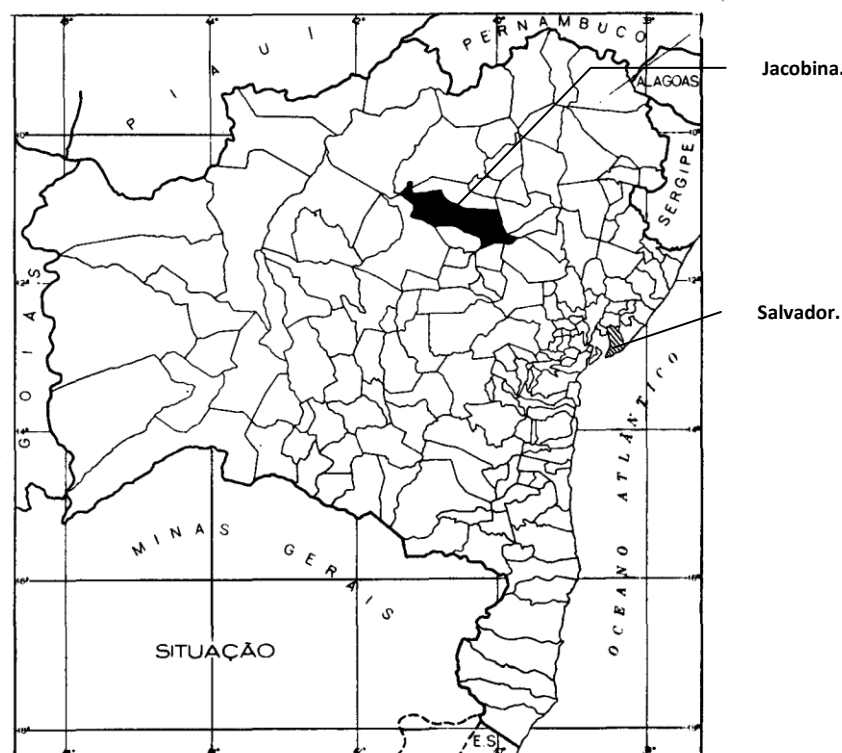 PIAUI
PERNAMBUCO
Jacobina.
ALAGOAS
SERGIPE
GOIAS
Salvador.
OCEANO ATLÂNTICO
MINAS GERAIS
SITUAÇÃO
E.S